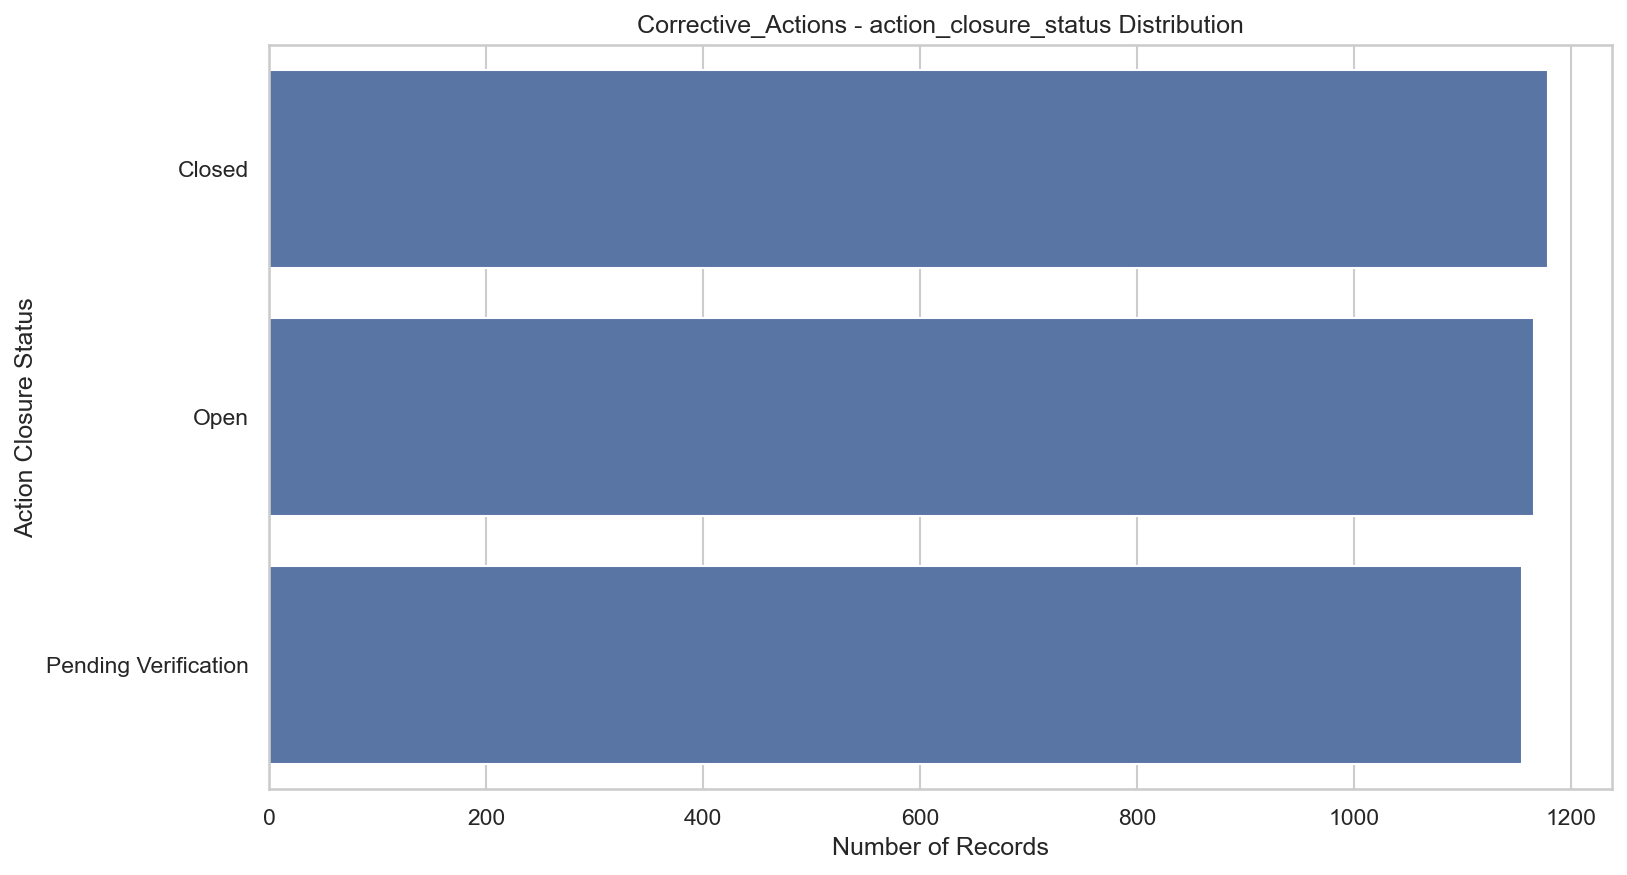 Corrective_Actions - action_closure_status Distribution
Action Closure Status
Closed
Open
Pending Verification
0 200 400 600 800 1000 1200
Number of Records